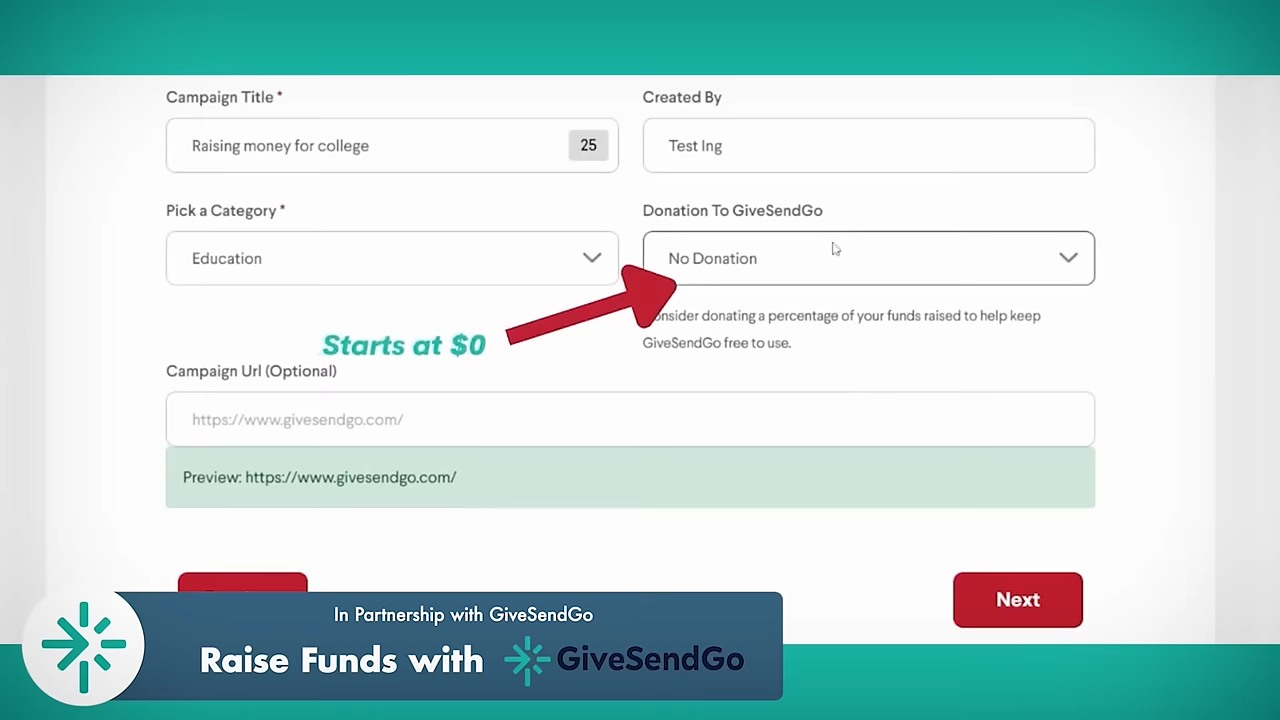 Campaign Title *
Created By
Raising money for college
25
Test Ing
Pick a Category *
Donation To GiveSendGo
Education
No Donation
onsider donating a percentage of your funds raised to help keep
GiveSendGo free to use.
Starts at $0
Campaign Url (Optional)
https://www.givesendgo.com/
Preview: https://www.givesendgo.com/
Next
In Partnership with GiveSendGo
Raise Funds with GiveSendGo